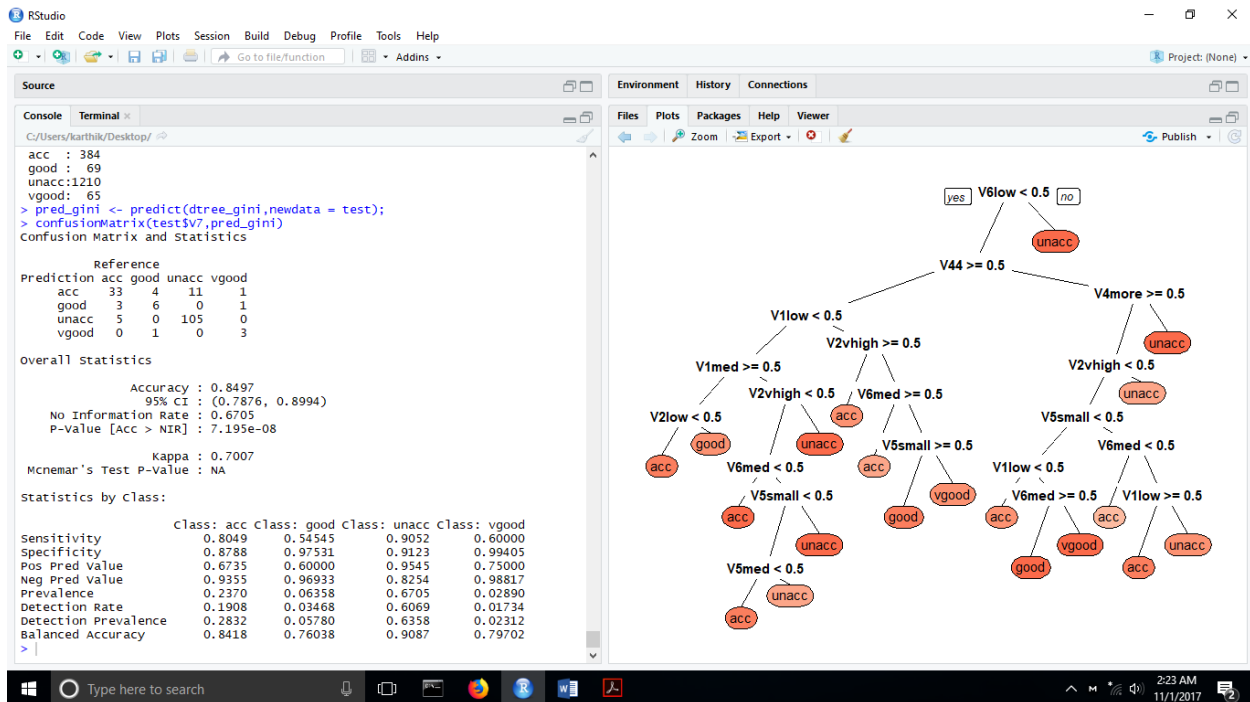 RStudio
File Edit Code View Plots Session Build Debug Profile Tools Help
Go to file/function Addins Project: (None)
Source
Console Terminal
C:/Users/karthik/Desktop/
acc : 384
good : 69
unacc:1210
vgood: 65
> pred_gini <- predict(dtree_gini,newdata = test);
> confusionMatrix(test$V7,pred_gini)
Confusion Matrix and Statistics
Reference
Prediction acc good unacc vgood
acc 33 4 11 1
good 3 6 0 1
unacc 5 0 105 0
vgood 0 1 0 3
Overall Statistics
Accuracy : 0.8497
95% CI : (0.7876, 0.8994)
No Information Rate : 0.6705
P-Value [Acc > NIR] : 7.195e-08
Kappa : 0.7007
Mcnemar's Test P-Value : NA
Statistics by Class:
Class: acc Class: good Class: unacc Class: vgood
Sensitivity 0.8049 0.54545 0.9052 0.60000
Specificity 0.8788 0.97531 0.9123 0.99405
Pos Pred Value 0.6735 0.60000 0.9545 0.75000
Neg Pred Value 0.9355 0.96933 0.8254 0.98817
Prevalence 0.2370 0.06358 0.6705 0.02890
Detection Rate 0.1908 0.03468 0.6069 0.01734
Detection Prevalence 0.2832 0.05780 0.6358 0.02312
Balanced Accuracy 0.8418 0.76038 0.9087 0.79702
>
Environment History Connections
Files Plots Packages Help Viewer
Zoom Export Publish
yes V6low < 0.5 no
unacc
V44 >= 0.5
V4more >= 0.5
V1low < 0.5
V2vhigh >= 0.5
unacc
V1med >= 0.5
V2vhigh < 0.5
V2vhigh < 0.5 V6med >= 0.5
unacc
V2low < 0.5
acc
V5small < 0.5
good
unacc
V5small >= 0.5
V6med < 0.5
acc
V6med < 0.5
acc
V1low < 0.5
V5small < 0.5
vgood
V6med >= 0.5
V1low >= 0.5
acc
good
acc
acc
unacc
vgood
unacc
V5med < 0.5
good
acc
unacc
acc
Type here to search
2:23 AM
11/1/2017
2